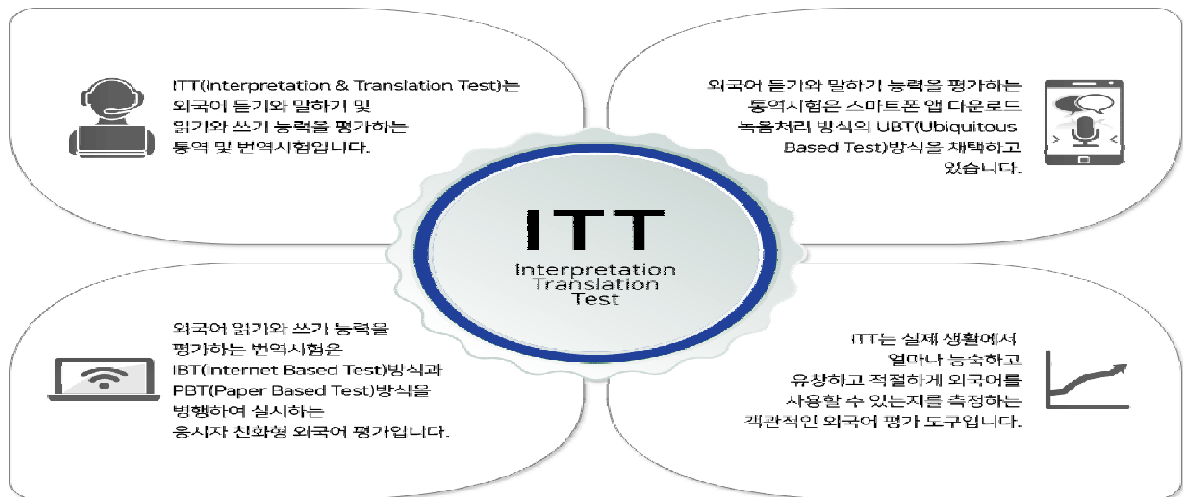 ITT(Interpretation & Translation Test)는
외국어 듣기와 말하기 및
읽기와 쓰기 능력을 평가하는
통역 및 번역시험입니다.
외국어 듣기와 말하기 능력을 평가하는
통역시험은 스마트폰 앱 다운로드
녹음처리 방식의 UBT(Ubiquitous
Based Test)방식을 채택하고
있습니다.
ITT
Interpretation
Translation
Test
외국어 읽기와 쓰기 능력을
평가하는 번역시험은
IBT(Internet Based Test)방식과
PBT(Paper Based Test)방식을
병행하여 실시하는
응시자 친화형 외국어 평가입니다.
ITT는 실제 생활에서
얼마나 능숙하고
유창하고 적절하게 외국어를
사용할 수 있는지를 측정하는
객관적인 외국어 평가 도구입니다.